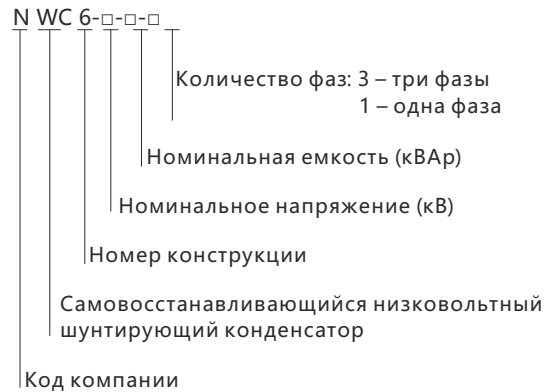 N WC 6-□-□-□
Количество фаз: 3 – три фазы
1 – одна фаза
Номинальная емкость (кВАр)
Номинальное напряжение (кВ)
Номер конструкции
Самовосстанавливающийся низковольтный
шунтирующий конденсатор
Код компании